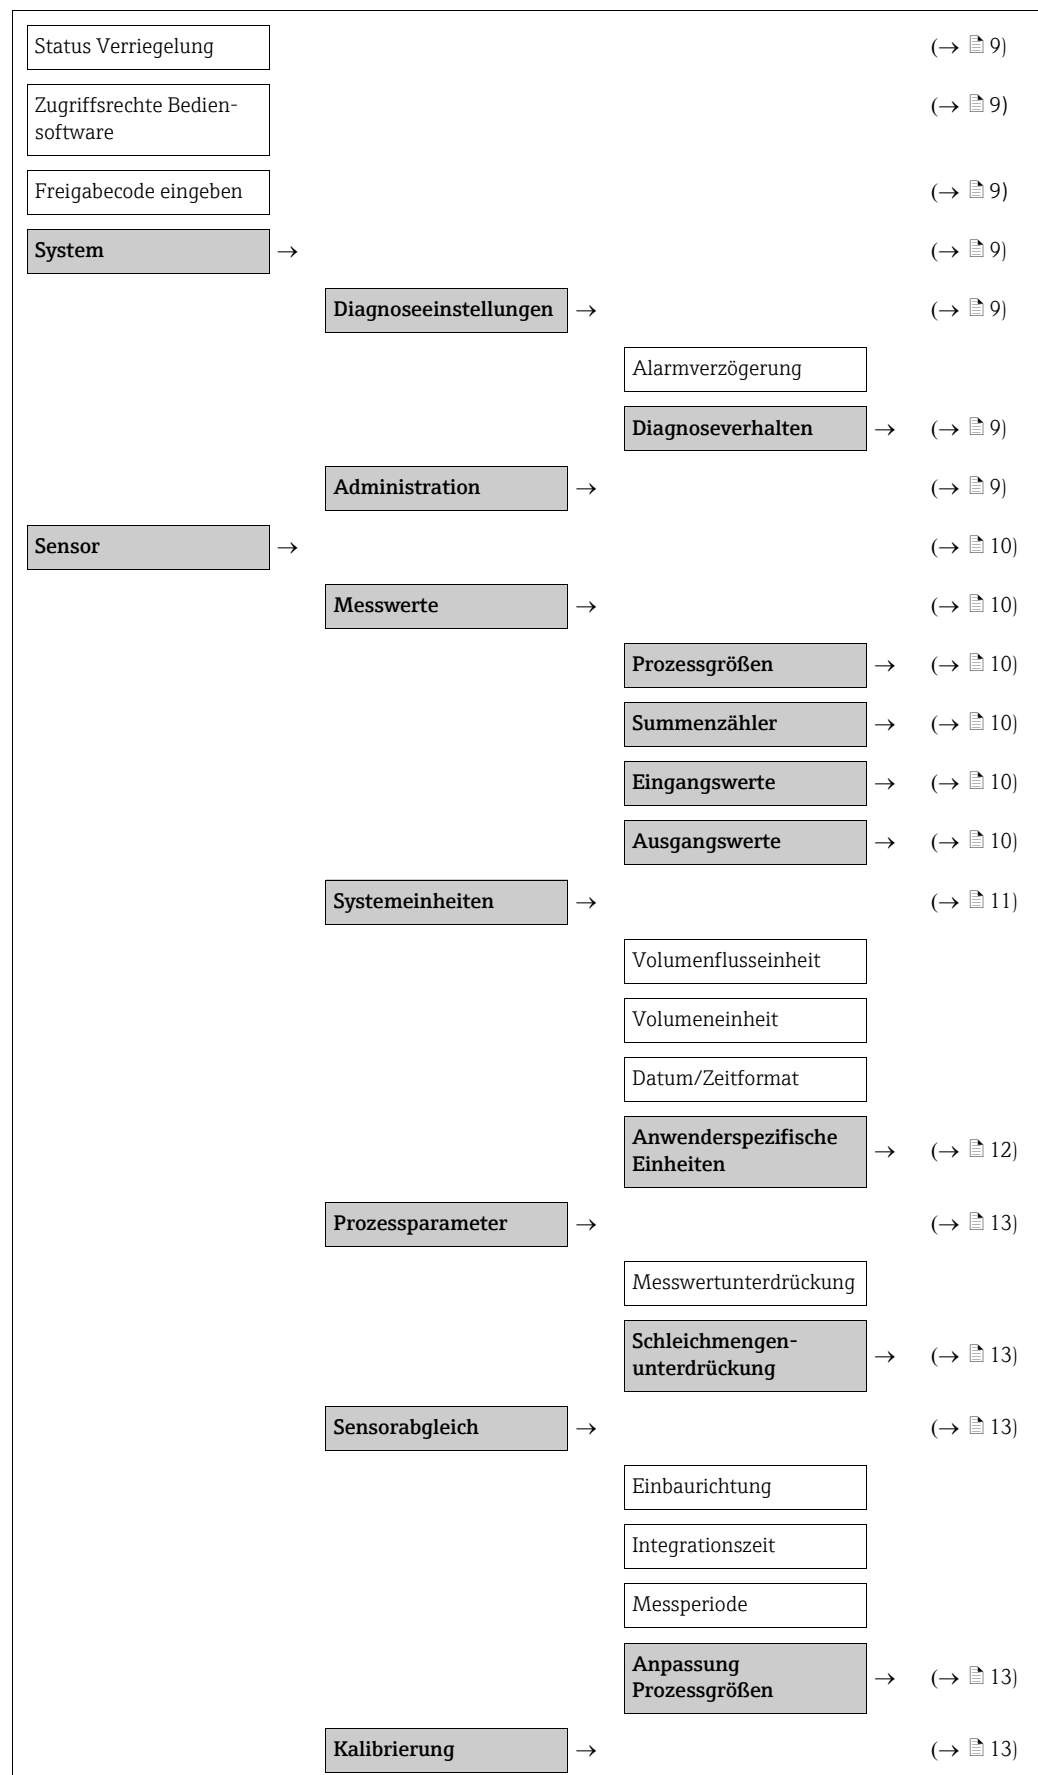 Status Verriegelung (→ 9)
Zugriffsrechte Bedien-
software (→ 9)
Freigabecode eingeben (→ 9)
System → (→ 9)
Diagnoseeinstellungen → (→ 9)
Alarmverzögerung
Diagnoseverhalten → (→ 9)
Administration → (→ 9)
Sensor → (→ 10)
Messwerte → (→ 10)
Prozessgrößen → (→ 10)
Summenzähler → (→ 10)
Eingangswerte → (→ 10)
Ausgangswerte → (→ 10)
Systemeinheiten → (→ 11)
Volumenflusseinheit
Volumeneinheit
Datum/Zeitformat
Anwenderspezifische
Einheiten → (→ 12)
Prozessparameter → (→ 13)
Messwertunterdrückung
Schleichmengen-
unterdrückung → (→ 13)
Sensorabgleich → (→ 13)
Einbaurichtung
Integrationszeit
Messperiode
Anpassung
Prozessgrößen → (→ 13)
Kalibrierung → (→ 13)